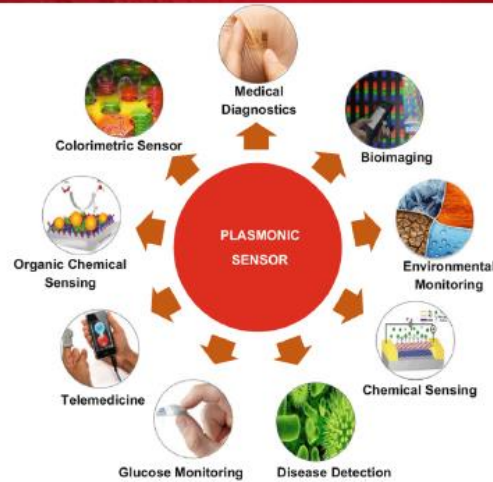 Medical
Diagnostics
Colorimetric Sensor
Bioimaging
PLASMONIC
SENSOR
Organic Chemical
Sensing
Environmental
Monitoring
Telemedicine
Chemical Sensing
Glucose Monitoring
Disease Detection